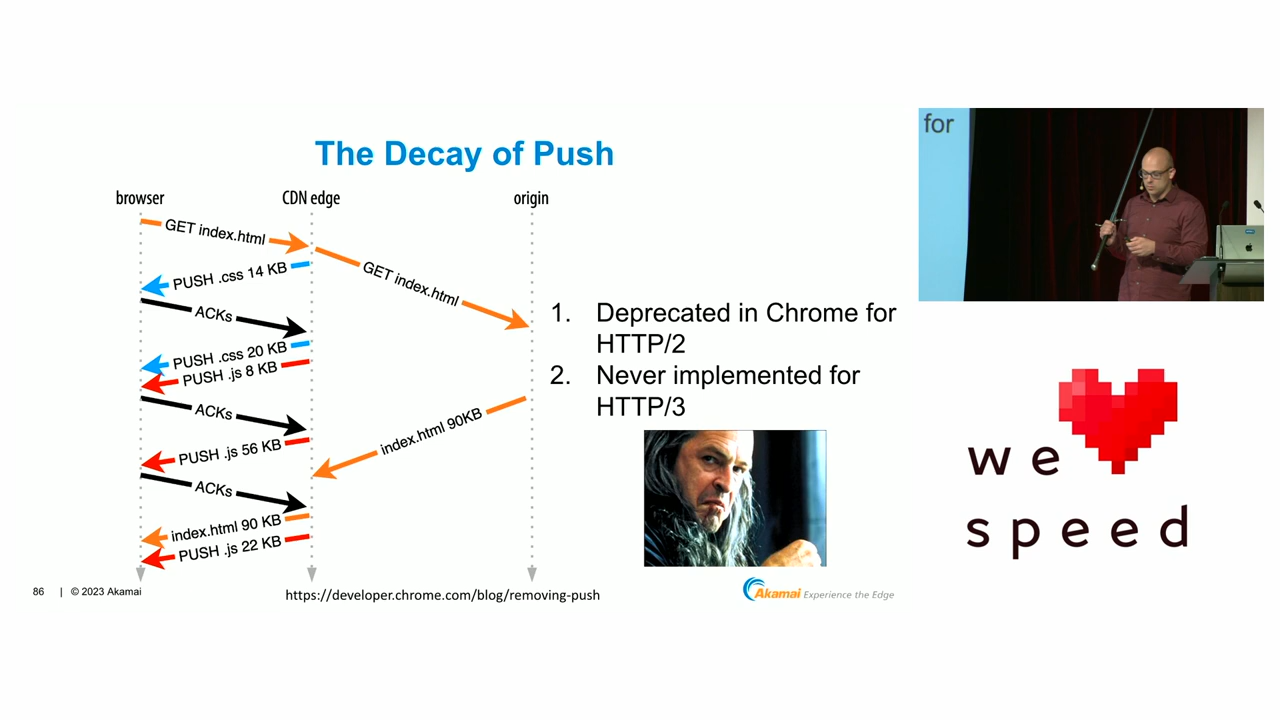 The Decay of Push
browser
CDN edge
origin
GET index.html
GET index.html
PUSH .css 14 KB
ACKs
PUSH .css 20 KB
PUSH .js 8 KB
ACKs
index.html 90KB
PUSH .js 56 KB
ACKs
index.html 90 KB
PUSH .js 22 KB
1. Deprecated in Chrome for
HTTP/2
2. Never implemented for
HTTP/3
86 | © 2023 Akamai
https://developer.chrome.com/blog/removing-push
Akamai Experience the Edge
for
we
speed